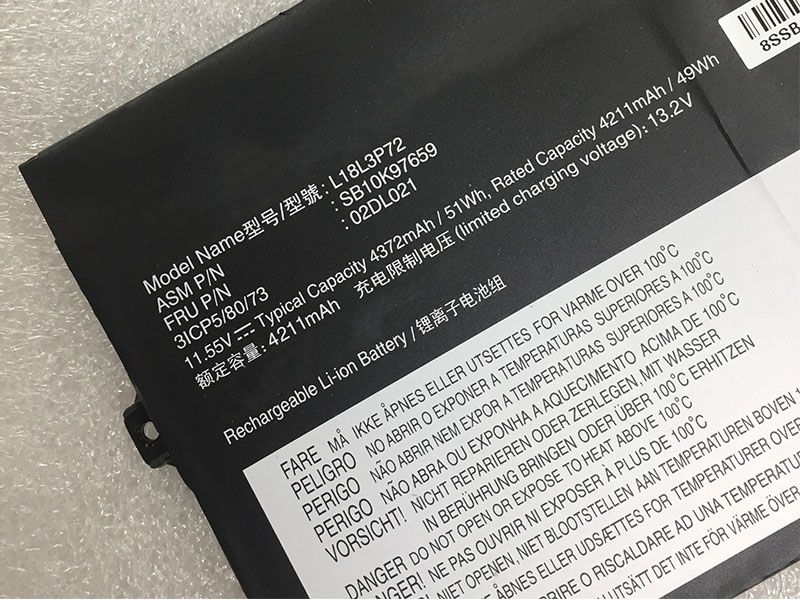 8SSB
Model Name型号/型號: L18L3P72
ASM P/N : SB10K97659
FRU P/N : 02DL021
3ICP5/80/73
11.55V Typical Capacity 4372mAh / 51Wh, Rated Capacity 4211mAh / 49Wh
额定容量: 4211mAh 充电限制电压 (limited charging voltage): 13.2V
Rechargeable Li-ion Battery / 锂离子电池组
FARE MÅ IKKE ÅPNES ELLER UTSETTES FOR VARME OVER 100°C
PELIGRO NO ABRIR O EXPONER A TEMPERATURAS SUPERIORES A 100°C
PERIGO NÃO ABRIR NEM EXPOR A TEMPERATURAS SUPERIORES A 100°C
PERIGO NÃO ABRA OU EXPONHA A AQUECIMENTO ACIMA DE 100°C
VORSICHT! NICHT REPARIEREN ODER ZERLEGEN, MIT WASSER
IN BERÜHRUNG BRINGEN ODER ÜBER 100°C ERHITZEN
DANGER DO NOT OPEN OR EXPOSE TO HEAT ABOVE 100°C
DANGER! NE PAS OUVRIR NI EXPOSER À PLUS DE 100°C
NIET OPENEN, NIET BLOOTSTELLEN AAN TEMPERATUREN BOVEN
ÅBNES ELLER UDSÆTTES FOR TEMPERATURER OVER
PRIRE O RISCALDARE AD UNA TEMPERATURA
UTSÄTT DET INTE FÖR VÄRME ÖVER